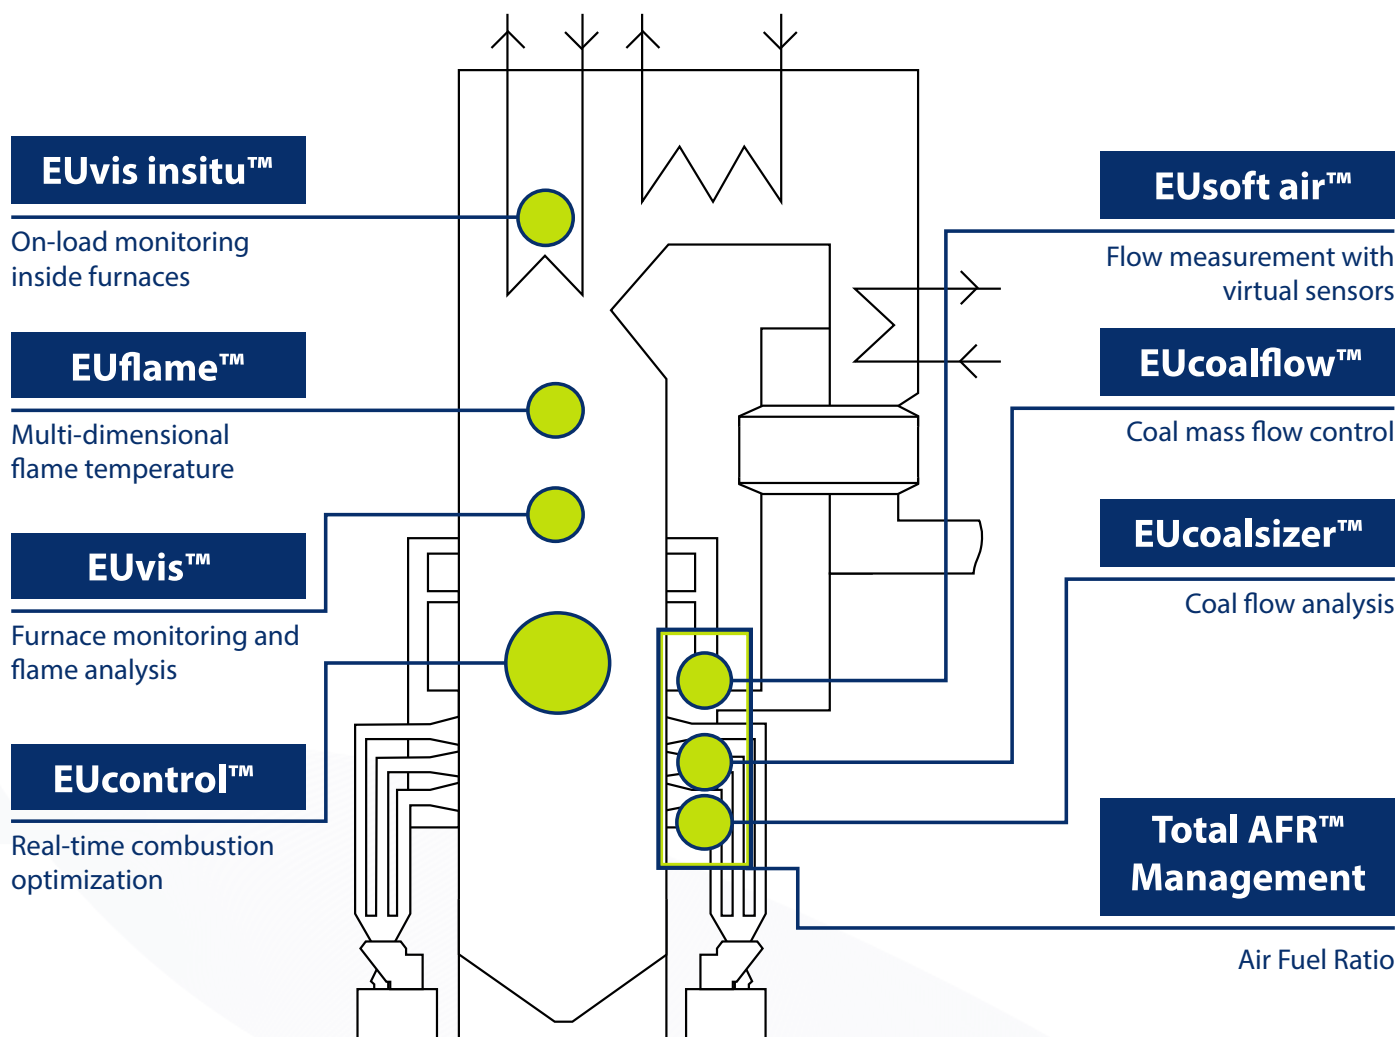 EUvis insitu™
On-load monitoring
inside furnaces
EUflame™
Multi-dimensional
flame temperature
EUvis™
Furnace monitoring and
flame analysis
EUcontrol™
Real-time combustion
optimization
EUsoft air™
Flow measurement with
virtual sensors
EUcoalflow™
Coal mass flow control
EUcoalsizer™
Coal flow analysis
Total AFR™
Management
Air Fuel Ratio